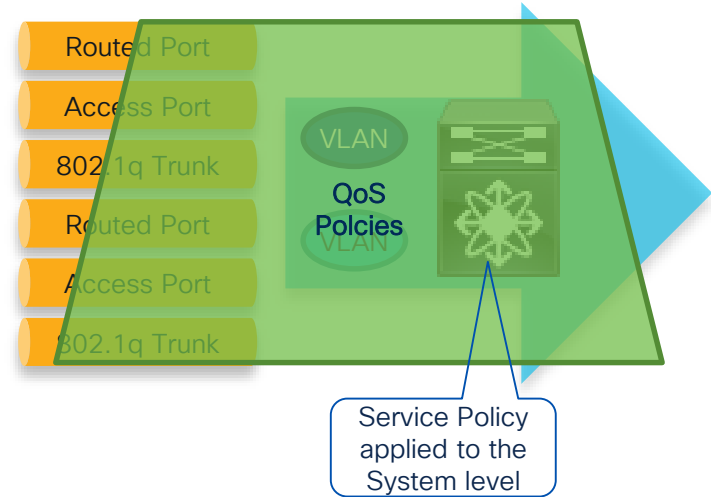 Routed Port
Access Port
802.1q Trunk
Routed Port
Access Port
802.1q Trunk
VLAN
QoS
Polcies
VLAN
Service Policy
applied to the
System level